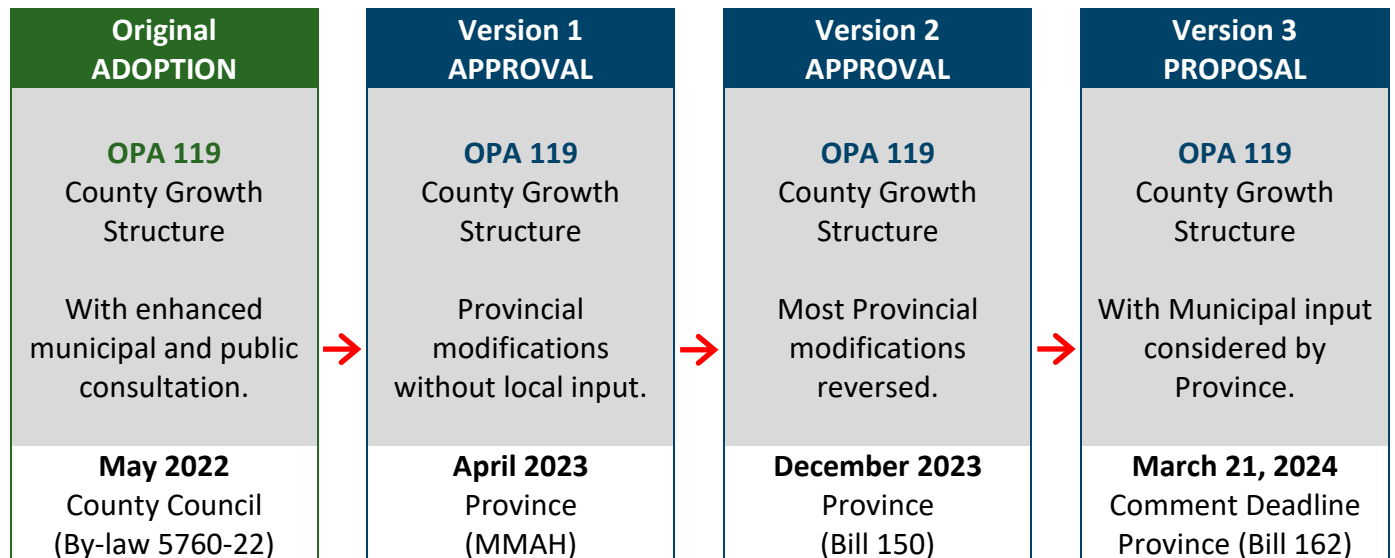 Original
ADOPTION
OPA 119
County Growth
Structure
With enhanced
municipal and public
consultation.
May 2022
County Council
(By-law 5760-22)
Version 1
APPROVAL
OPA 119
County Growth
Structure
Provincial
modifications
without local input.
April 2023
Province
(MMAH)
Version 2
APPROVAL
OPA 119
County Growth
Structure
Most Provincial
modifications
reversed.
December 2023
Province
(Bill 150)
Version 3
PROPOSAL
OPA 119
County Growth
Structure
With Municipal input
considered by
Province.
March 21, 2024
Comment Deadline
Province (Bill 162)